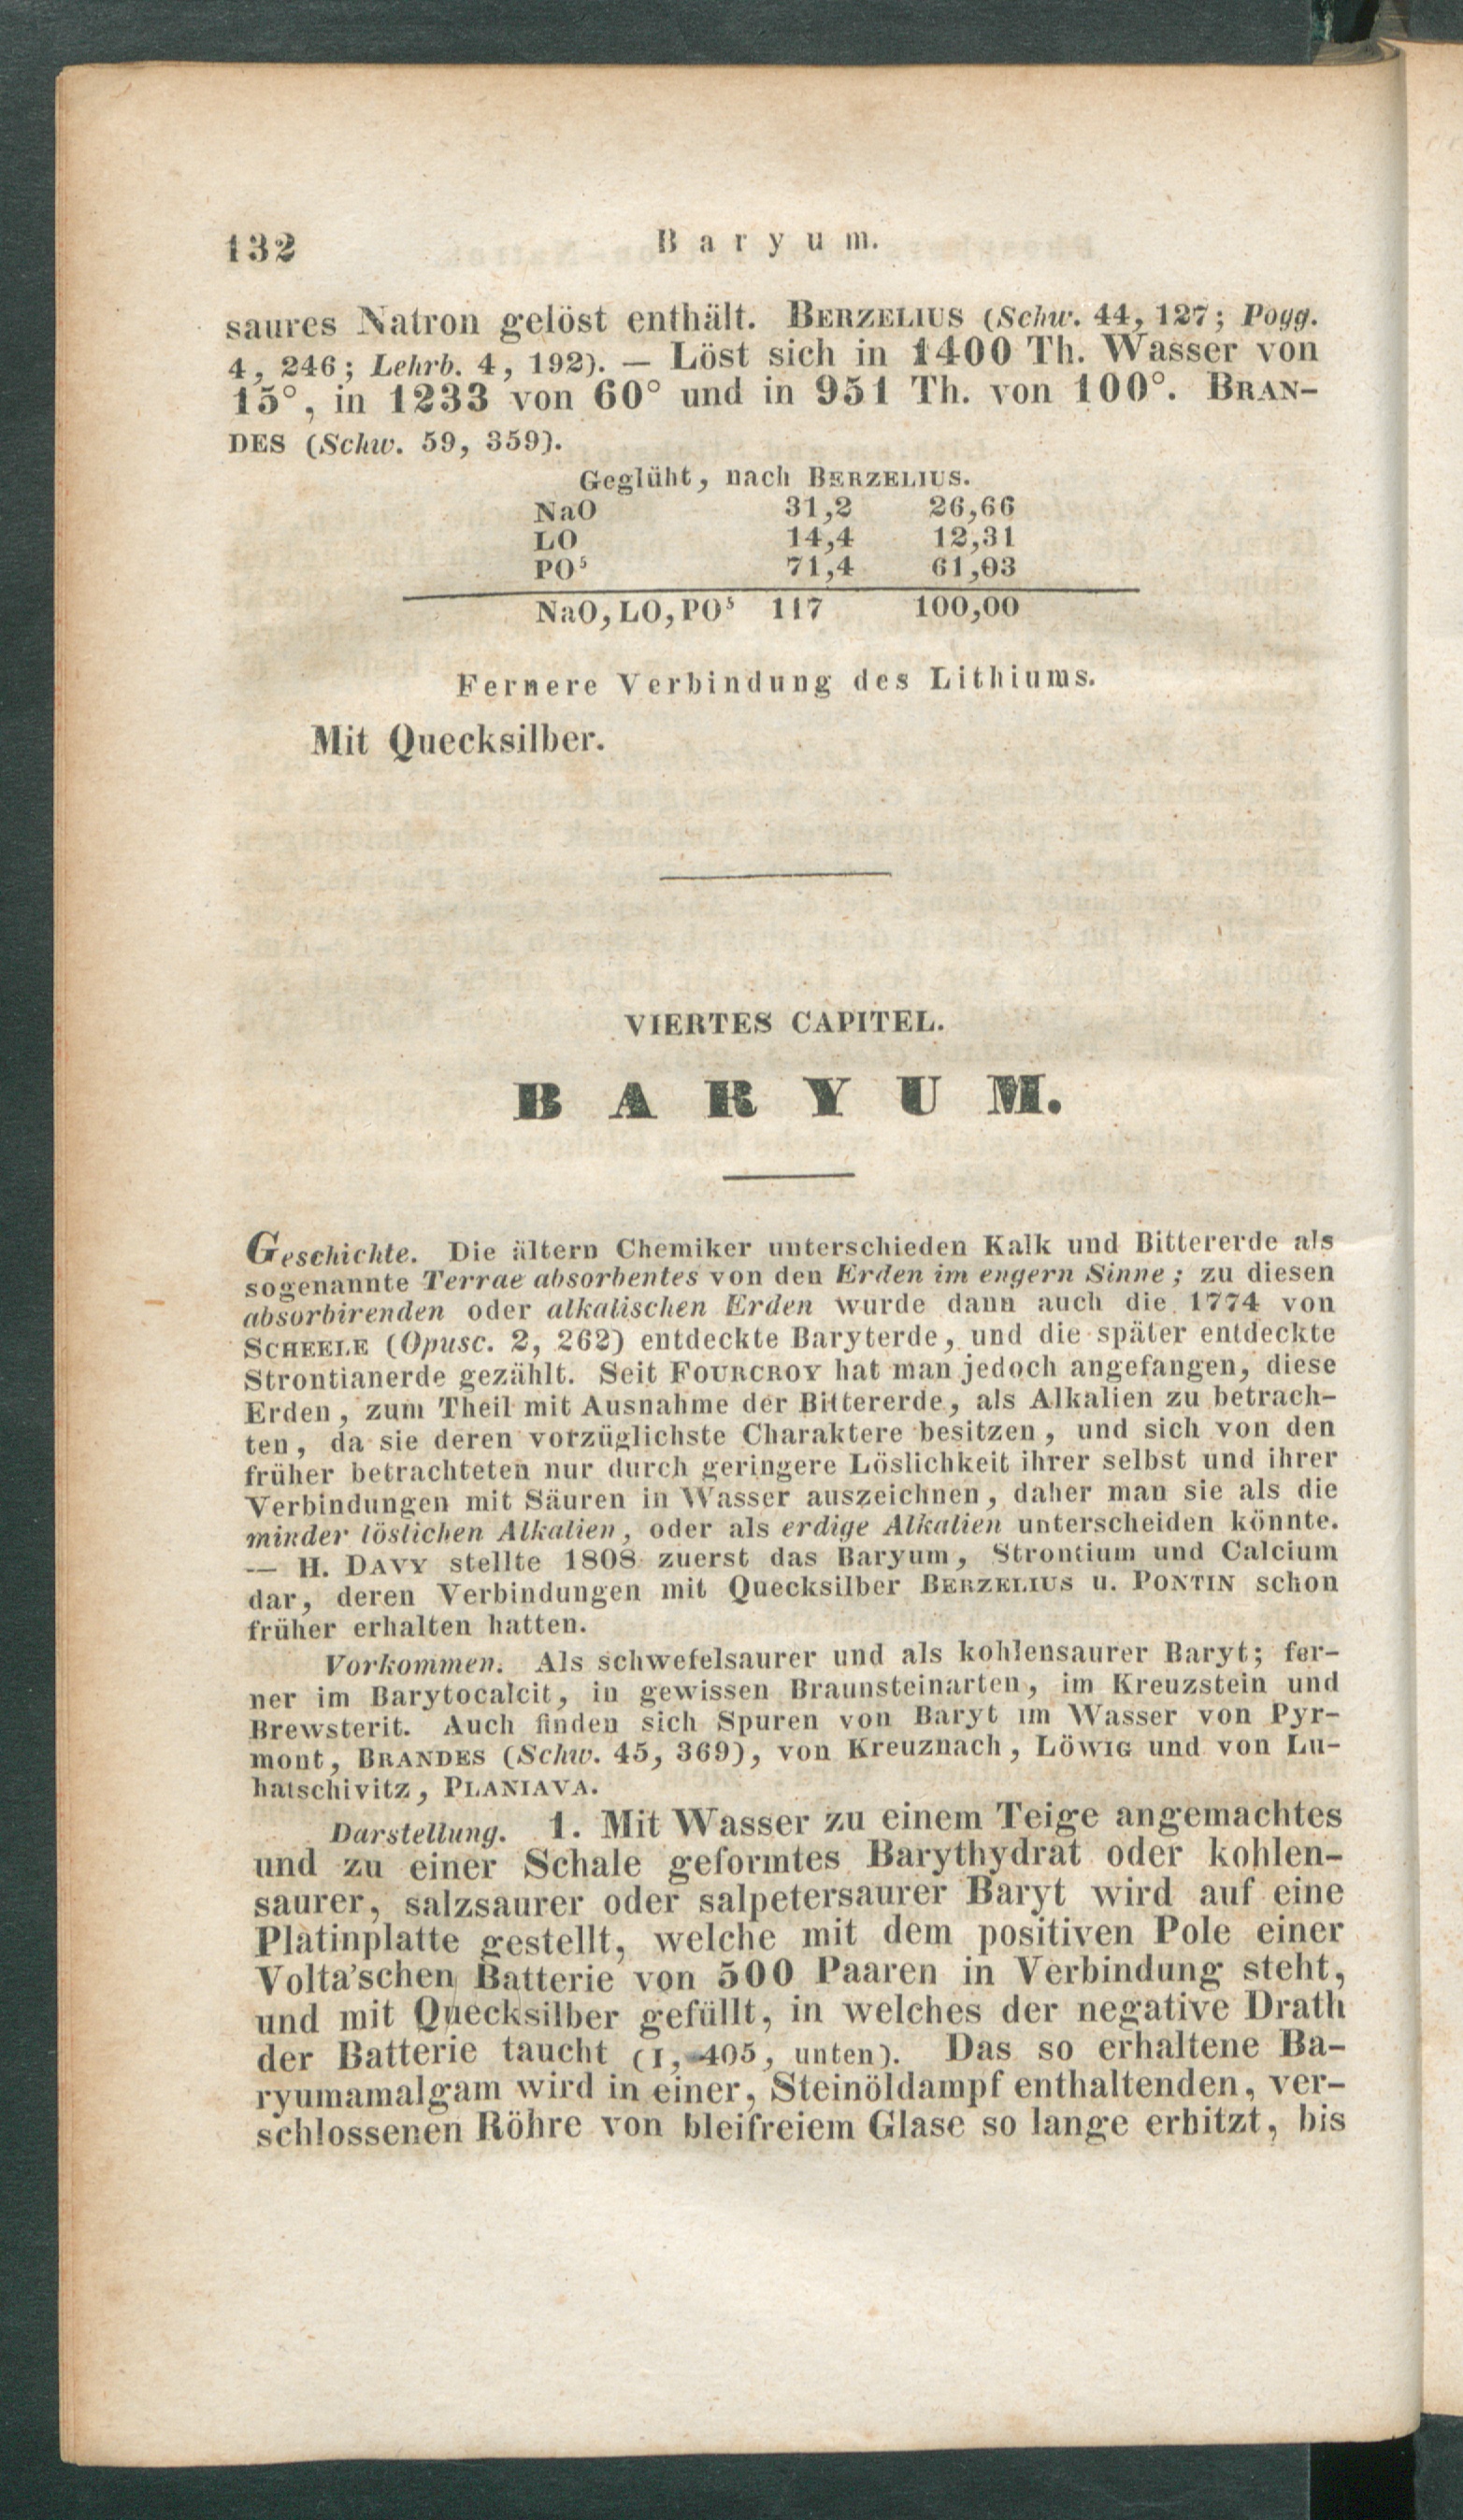 132 Baryum.
saures Natron gelöst enthält. BERZELIUS (Schw. 44, 127; Pogg.
4, 246; Lehrb. 4, 192). — Löst sich in 1400 Th. Wasser von
15°, in 1233 von 60° und in 951 Th. von 100°. BRAN-
DES (Schw. 59, 359).
Geglüht, nach BERZELIUS.
NaO 31,2 26,66
LO 14,4 12,31
PO⁵ 71,4 61,03
NaO, LO, PO⁵ 117 100,00
Fernere Verbindung des Lithiums.
Mit Quecksilber.
VIERTES CAPITEL.
BARYUM.
Geschichte. Die ältern Chemiker unterschieden Kalk und Bittererde als
sogenannte Terrae absorbentes von den Erden im engern Sinne; zu diesen
absorbirenden oder alkalischen Erden wurde dann auch die 1774 von
SCHEELE (Opusc. 2, 262) entdeckte Baryterde, und die später entdeckte
Strontianerde gezählt. Seit FOURCROY hat man jedoch angefangen, diese
Erden, zum Theil mit Ausnahme der Bittererde, als Alkalien zu betrach-
ten, da sie deren vorzüglichste Charaktere besitzen, und sich von den
früher betrachteten nur durch geringere Löslichkeit ihrer selbst und ihrer
Verbindungen mit Säuren in Wasser auszeichnen, daher man sie als die
minder löslichen Alkalien, oder als erdige Alkalien unterscheiden könnte.
— H. DAVY stellte 1808 zuerst das Baryum, Strontium und Calcium
dar, deren Verbindungen mit Quecksilber BERZELIUS u. PONTIN schon
früher erhalten hatten.
Vorkommen. Als schwefelsaurer und als kohlensaurer Baryt; fer-
ner im Barytocalcit, in gewissen Braunsteinarten, im Kreuzstein und
Brewsterit. Auch finden sich Spuren von Baryt im Wasser von Pyr-
mont, BRANDES (Schw. 45, 369), von Kreuznach, LÖWIG und von Lu-
hatschivitz, PLANIAVA.
Darstellung. 1. Mit Wasser zu einem Teige angemachtes
und zu einer Schale geformtes Barythydrat oder kohlen-
saurer, salzsaurer oder salpetersaurer Baryt wird auf eine
Platinplatte gestellt, welche mit dem positiven Pole einer
Volta'schen Batterie von 500 Paaren in Verbindung steht,
und mit Quecksilber gefüllt, in welches der negative Drath
der Batterie taucht (I, 405, unten). Das so erhaltene Ba-
ryumamalgam wird in einer, Steinöldampf enthaltenden, ver-
schlossenen Röhre von bleifreiem Glase so lange erhitzt, bis